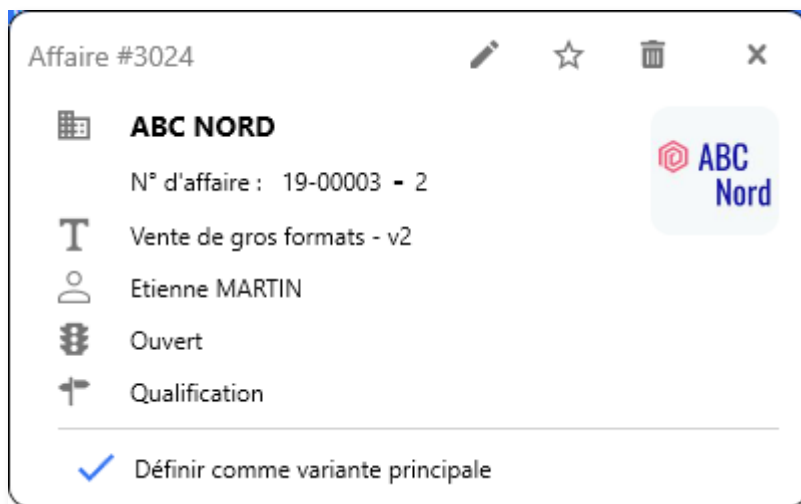 Affaire #3024
ABC NORD
ABC
Nord
N° d'affaire : 19-00003 - 2
Vente de gros formats - v2
Etienne MARTIN
Ouvert
Qualification
Définir comme variante principale